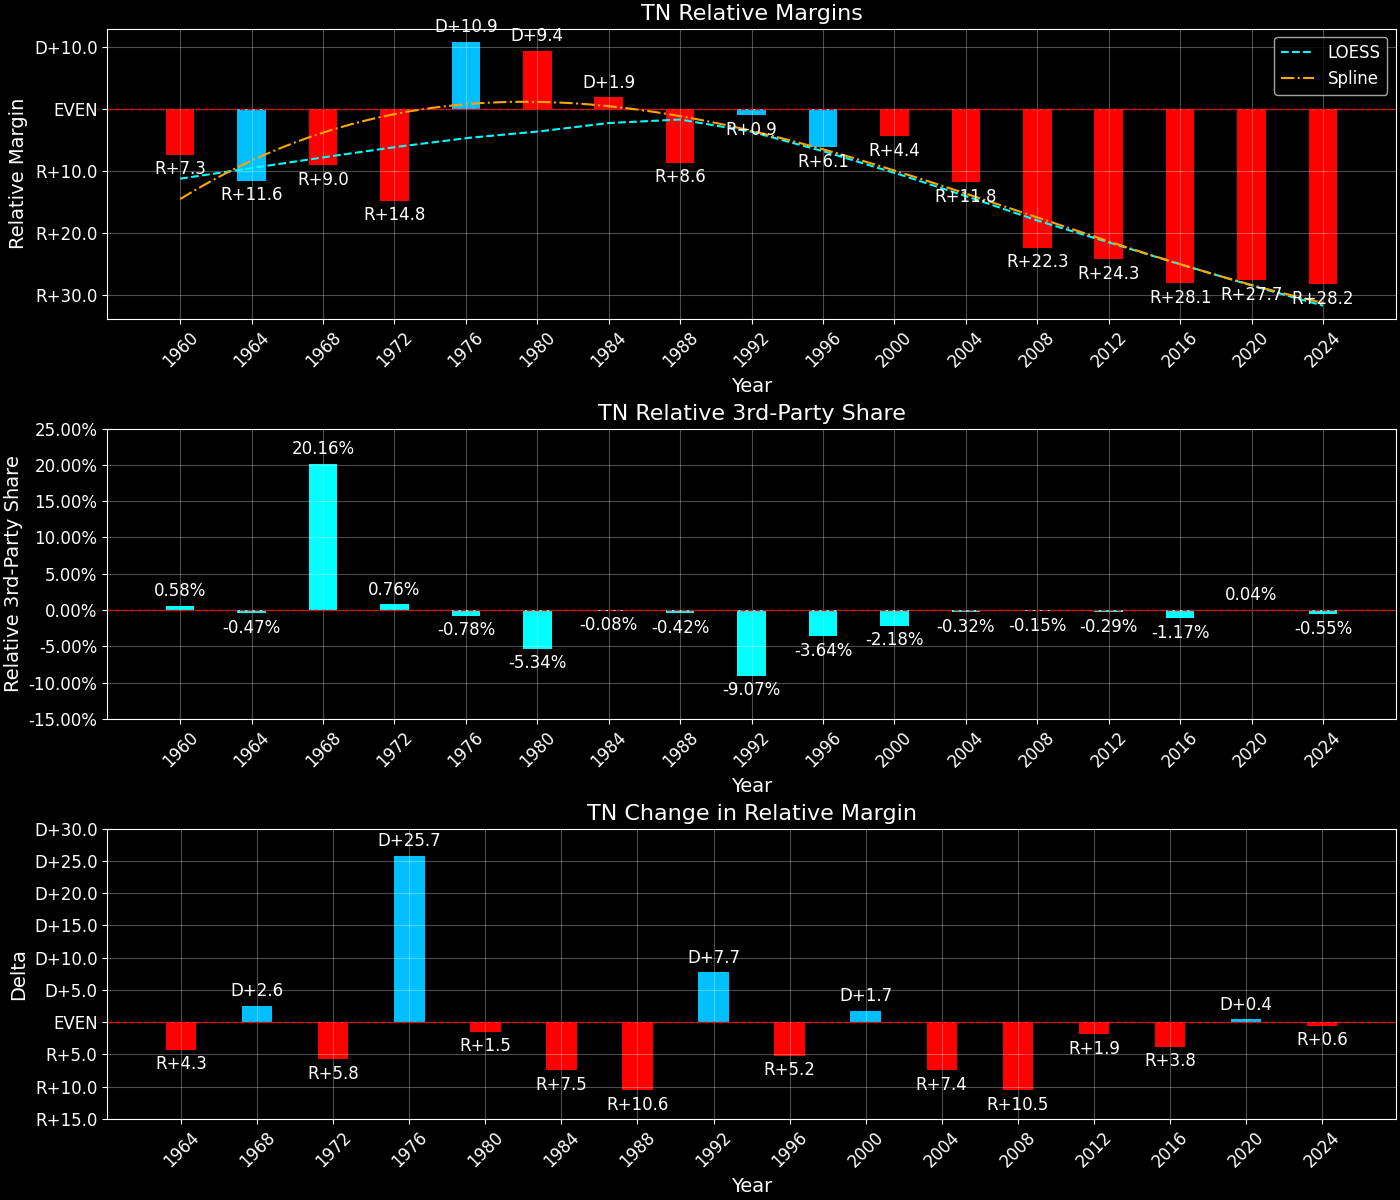 TN Relative Margins
Relative Margin
D+10.0
EVEN
R+10.0
R+20.0
R+30.0
LOESS
Spline
R+7.3
R+11.6
R+9.0
R+14.8
D+10.9
D+9.4
D+1.9
R+8.6
R+0.9
R+6.1
R+4.4
R+11.8
R+22.3
R+24.3
R+28.1
R+27.7
R+28.2
1960
1964
1968
1972
1976
1980
1984
1988
1992
1996
2000
2004
2008
2012
2016
2020
2024
Year
TN Relative 3rd-Party Share
Relative 3rd-Party Share
25.00%
20.00%
15.00%
10.00%
5.00%
0.00%
-5.00%
-10.00%
-15.00%
0.58%
-0.47%
20.16%
0.76%
-0.78%
-5.34%
-0.08%
-0.42%
-9.07%
-3.64%
-2.18%
-0.32%
-0.15%
-0.29%
-1.17%
0.04%
-0.55%
1960
1964
1968
1972
1976
1980
1984
1988
1992
1996
2000
2004
2008
2012
2016
2020
2024
Year
TN Change in Relative Margin
Delta
D+30.0
D+25.0
D+20.0
D+15.0
D+10.0
D+5.0
EVEN
R+5.0
R+10.0
R+15.0
R+4.3
D+2.6
R+5.8
D+25.7
R+1.5
R+7.5
R+10.6
D+7.7
R+5.2
D+1.7
R+7.4
R+10.5
R+1.9
R+3.8
D+0.4
R+0.6
1964
1968
1972
1976
1980
1984
1988
1992
1996
2000
2004
2008
2012
2016
2020
2024
Year